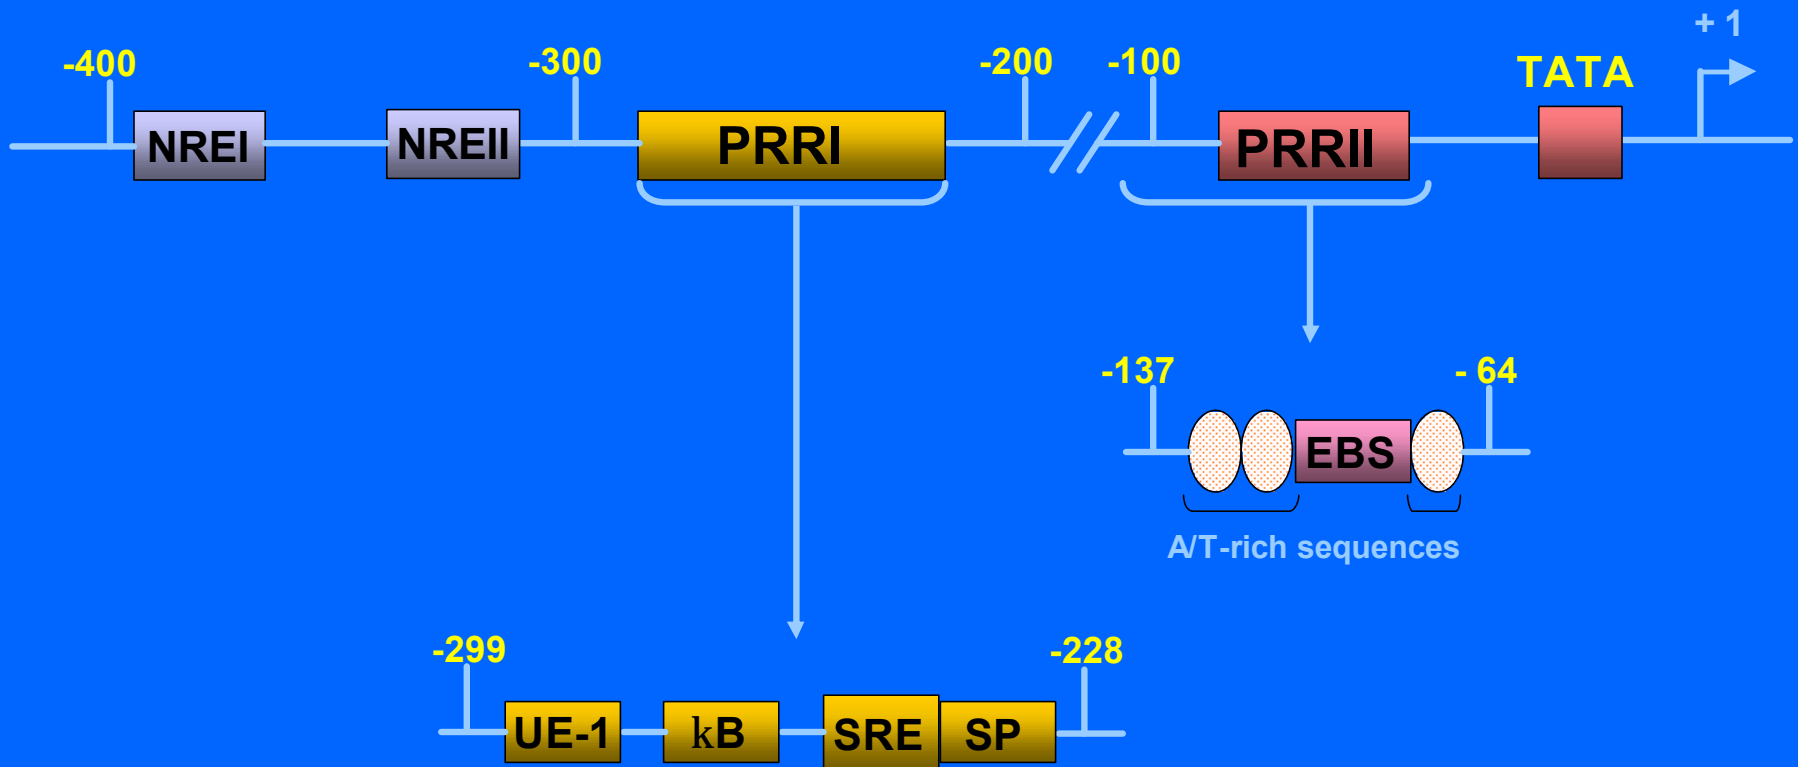 + 1
-400
-300
-200
-100
TATA
NREI
NREII
PRRI
PRRII
-137
- 64
EBS
A/T-rich sequences
-299
-228
UE-1
kB
SRE
SP